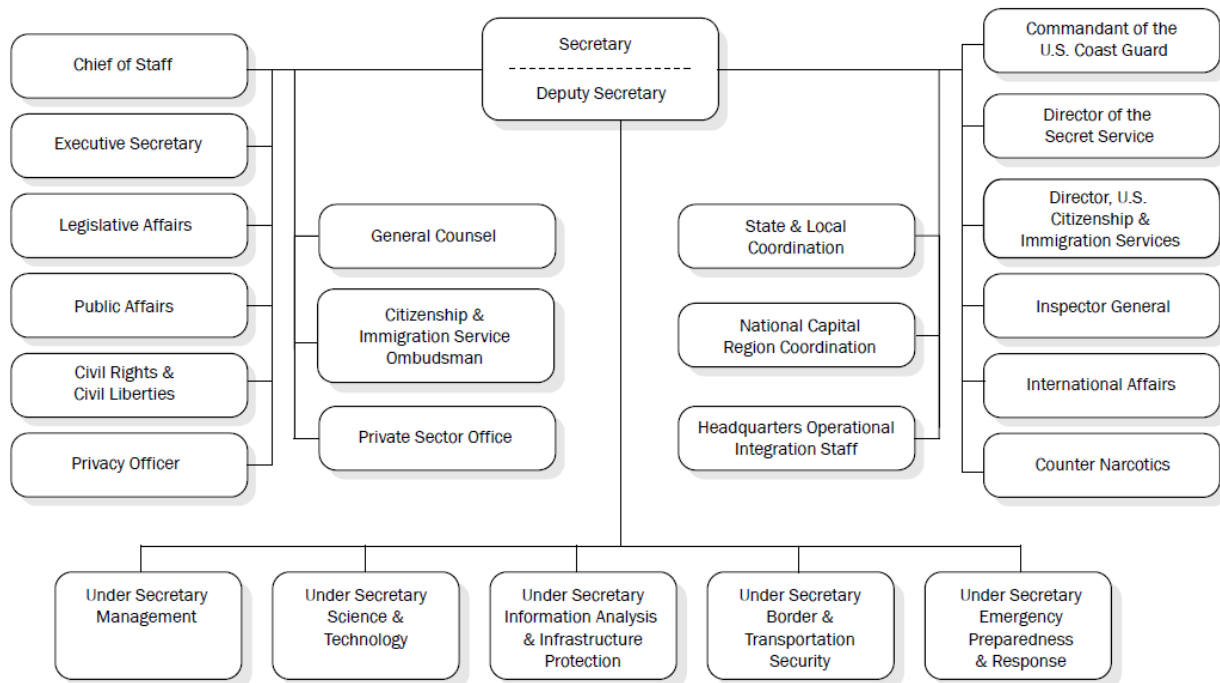 Secretary
Deputy Secretary
Chief of Staff
Executive Secretary
Legislative Affairs
Public Affairs
Civil Rights &
Civil Liberties
Privacy Officer
General Counsel
Citizenship &
Immigration Service
Ombudsman
Private Sector Office
State & Local
Coordination
National Capital
Region Coordination
Headquarters Operational
Integration Staff
Commandant of the
U.S. Coast Guard
Director of the
Secret Service
Director, U.S.
Citizenship &
Immigration Services
Inspector General
International Affairs
Counter Narcotics
Under Secretary
Management
Under Secretary
Science &
Technology
Under Secretary
Information Analysis
& Infrastructure
Protection
Under Secretary
Border &
Transportation
Security
Under Secretary
Emergency
Preparedness
& Response